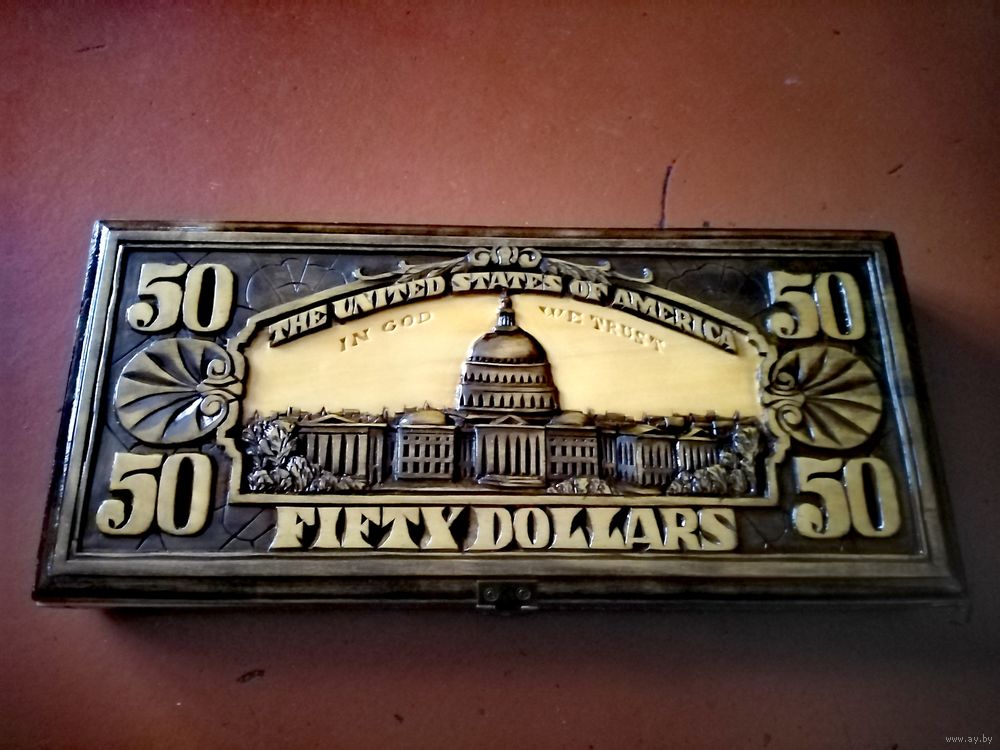 50 50
THE UNITED STATES OF AMERICA
IN GOD WE TRUST
50 50
FIFTY DOLLARS
www.ay.by